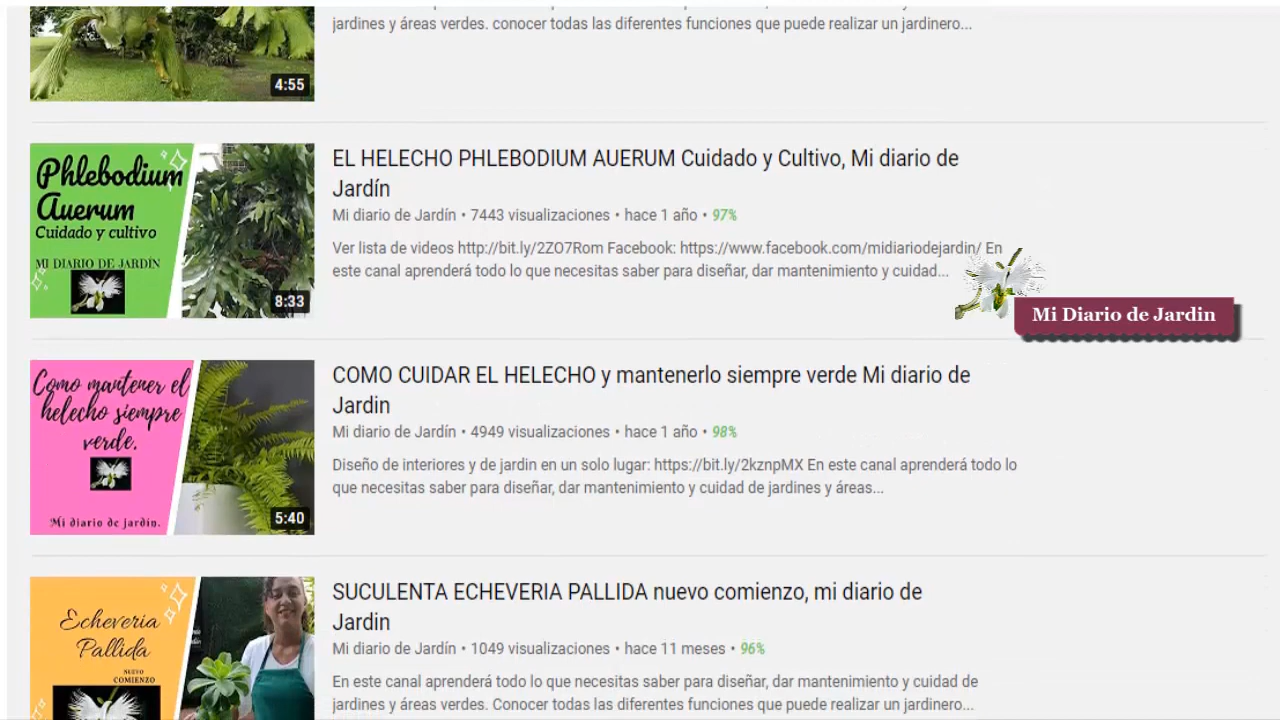 jardines y áreas verdes. conocer todas las diferentes funciones que puede realizar un jardinero...
4:55
Phlebodium
Auerum
Cuidado y cultivo
MI DIARIO DE JARDÍN
8:33
EL HELECHO PHLEBODIUM AUERUM Cuidado y Cultivo, Mi diario de
Jardín
Mi diario de Jardín • 7443 visualizaciones • hace 1 año • 97%
Ver lista de videos http://bit.ly/2ZO7Rom Facebook: https://www.facebook.com/midiariodejardin/ En
este canal aprenderá todo lo que necesitas saber para diseñar, dar mantenimiento y cuidad...
Mi Diario de Jardin
Como mantener el
helecho siempre
verde.
Mi diario de jardin.
5:40
COMO CUIDAR EL HELECHO y mantenerlo siempre verde Mi diario de
Jardin
Mi diario de Jardín • 4949 visualizaciones • hace 1 año • 98%
Diseño de interiores y de jardin en un solo lugar: https://bit.ly/2kznpMX En este canal aprenderá todo lo
que necesitas saber para diseñar, dar mantenimiento y cuidad de jardines y áreas...
Echeveria
Pallida
NUEVO
COMIENZO
SUCULENTA ECHEVERIA PALLIDA nuevo comienzo, mi diario de
Jardin
Mi diario de Jardín • 1049 visualizaciones • hace 11 meses • 96%
En este canal aprenderá todo lo que necesitas saber para diseñar, dar mantenimiento y cuidad de
jardines y áreas verdes. Conocer todas las diferentes funciones que puede realizar un jardinero...